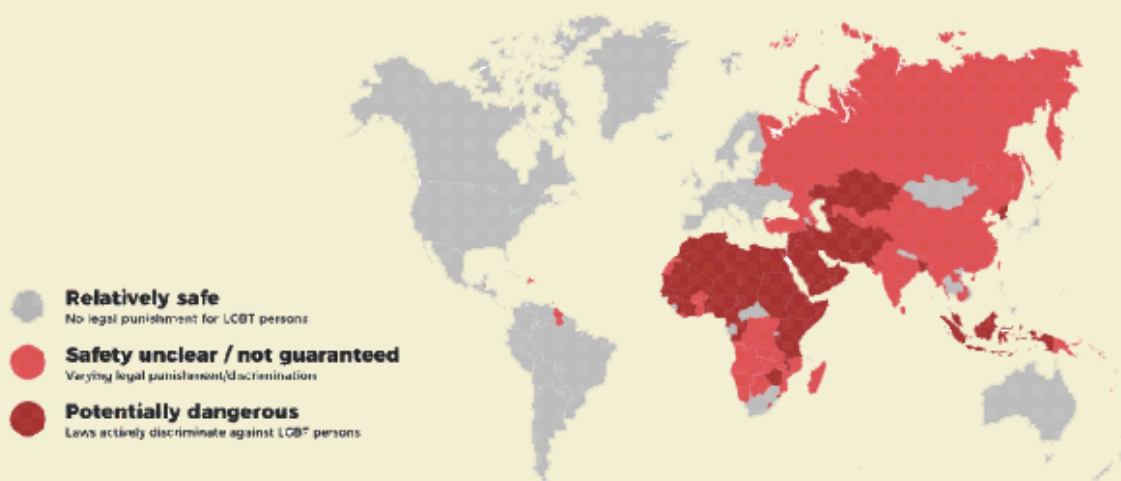 Relatively safe
No legal punishment for LGBT persons
Safety unclear / not guaranteed
Varying legal punishment/discrimination
Potentially dangerous
Laws actively discriminate against LGBT persons